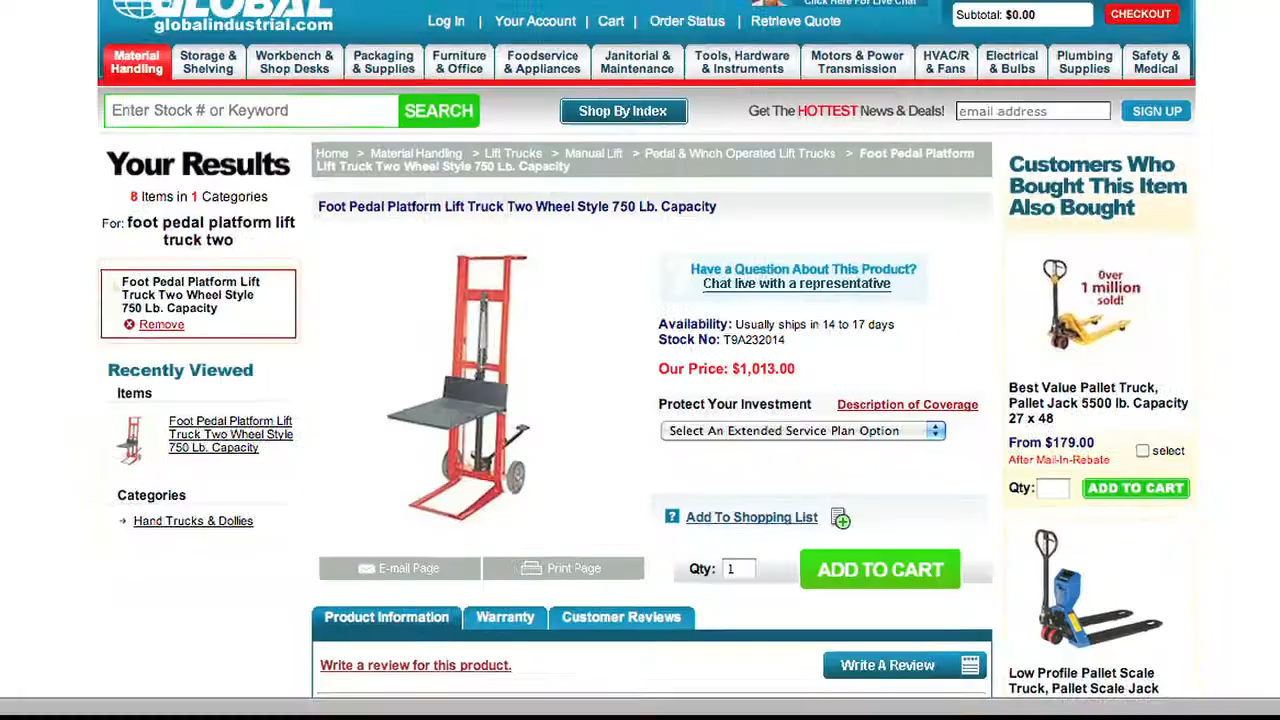 GLOBAL
Click Here For Live Chat
globalindustrial.com
Log In | Your Account | Cart | Order Status | Retrieve Quote
Subtotal: $0.00
CHECKOUT
Material Handling
Storage & Shelving
Workbench & Shop Desks
Packaging & Supplies
Furniture & Office
Foodservice & Appliances
Janitorial & Maintenance
Tools, Hardware & Instruments
Motors & Power Transmission
HVAC/R & Fans
Electrical & Bulbs
Plumbing Supplies
Safety & Medical
Enter Stock # or Keyword
SEARCH
Shop By Index
Get The HOTTEST News & Deals!
email address
SIGN UP
Your Results
8 Items in 1 Categories
For: foot pedal platform lift
truck two
Foot Pedal Platform Lift
Truck Two Wheel Style
750 Lb. Capacity
Remove
Recently Viewed
Items
Foot Pedal Platform Lift
Truck Two Wheel Style
750 Lb. Capacity
Categories
Hand Trucks & Dollies
Home > Material Handling > Lift Trucks > Manual Lift > Pedal & Winch Operated Lift Trucks > Foot Pedal Platform
Lift Truck Two Wheel Style 750 Lb. Capacity
Foot Pedal Platform Lift Truck Two Wheel Style 750 Lb. Capacity
Have a Question About This Product?
Chat live with a representative
Availability: Usually ships in 14 to 17 days
Stock No: T9A232014
Our Price: $1,013.00
Protect Your Investment
Description of Coverage
Select An Extended Service Plan Option
? Add To Shopping List
E-mail Page
Print Page
Qty: 1
ADD TO CART
Product Information
Warranty
Customer Reviews
Write a review for this product.
Write A Review
Customers Who
Bought This Item
Also Bought
Over
1 million
sold!
Best Value Pallet Truck,
Pallet Jack 5500 lb. Capacity
27 x 48
From $179.00
After Mail-In-Rebate
select
Qty:
ADD TO CART
Low Profile Pallet Scale
Truck, Pallet Scale Jack